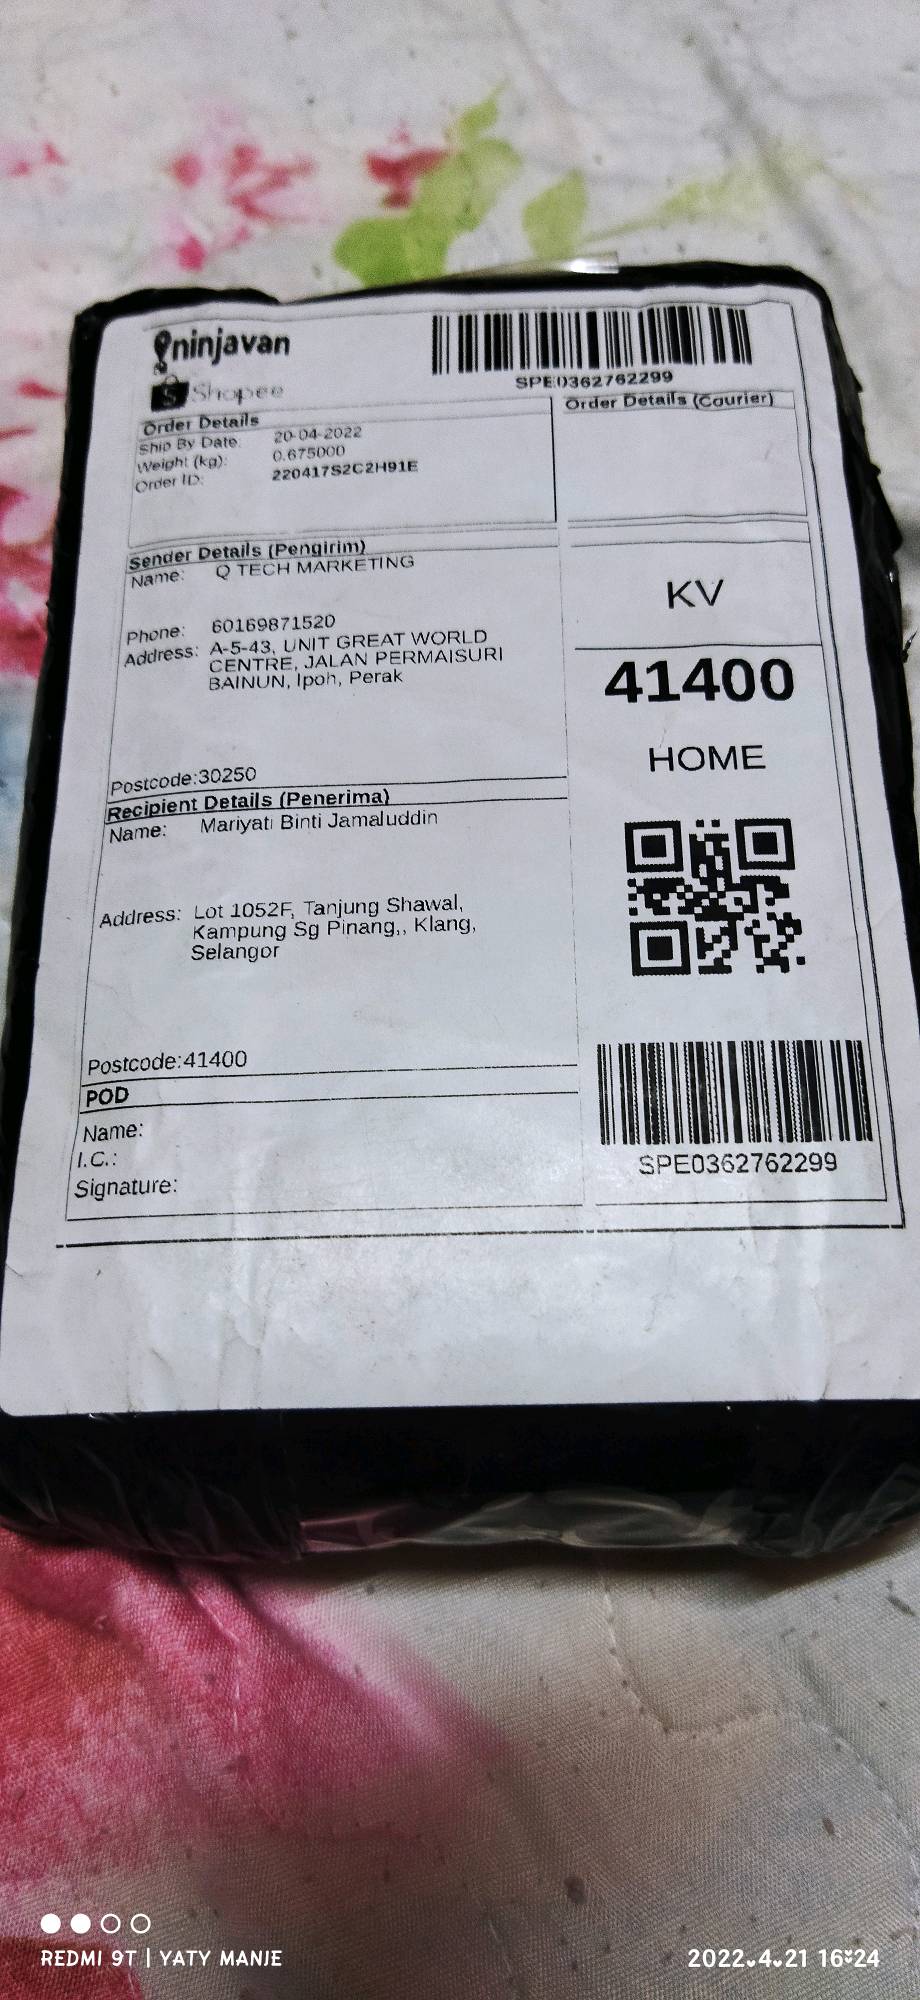 ninjavan
Shopee
SPE0362762299
Order Details
Ship By Date: 20-04-2022
Weight (kg): 0.675000
Order ID: 220417S2C2H91E
Order Details (Courier)
Sender Details (Pengirim)
Name: Q TECH MARKETING
Phone: 60169871520
Address: A-5-43, UNIT GREAT WORLD
CENTRE, JALAN PERMAISURI
BAINUN, Ipoh, Perak
Postcode:30250
Recipient Details (Penerima)
Name: Mariyati Binti Jamaluddin
Address: Lot 1052F, Tanjung Shawal,
Kampung Sg Pinang,, Klang,
Selangor
Postcode:41400
POD
Name:
I.C.:
Signature:
KV
41400
HOME
SPE0362762299
REDMI 9T | YATY MANJE
2022.4.21 16:24